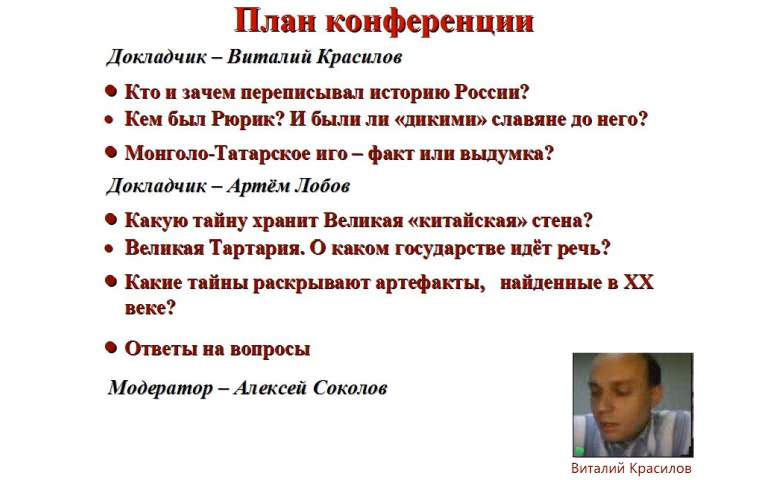 План конференции
Докладчик – Виталий Красилов
Кто и зачем переписывал историю России?
Кем был Рюрик? И были ли «дикими» славяне до него?
Монголо-Татарское иго – факт или выдумка?
Докладчик – Артём Лобов
Какую тайну хранит Великая «китайская» стена?
Великая Тартария. О каком государстве идёт речь?
Какие тайны раскрывают артефакты, найденные в XX
веке?
Ответы на вопросы
Модератор – Алексей Соколов
Виталий Красилов